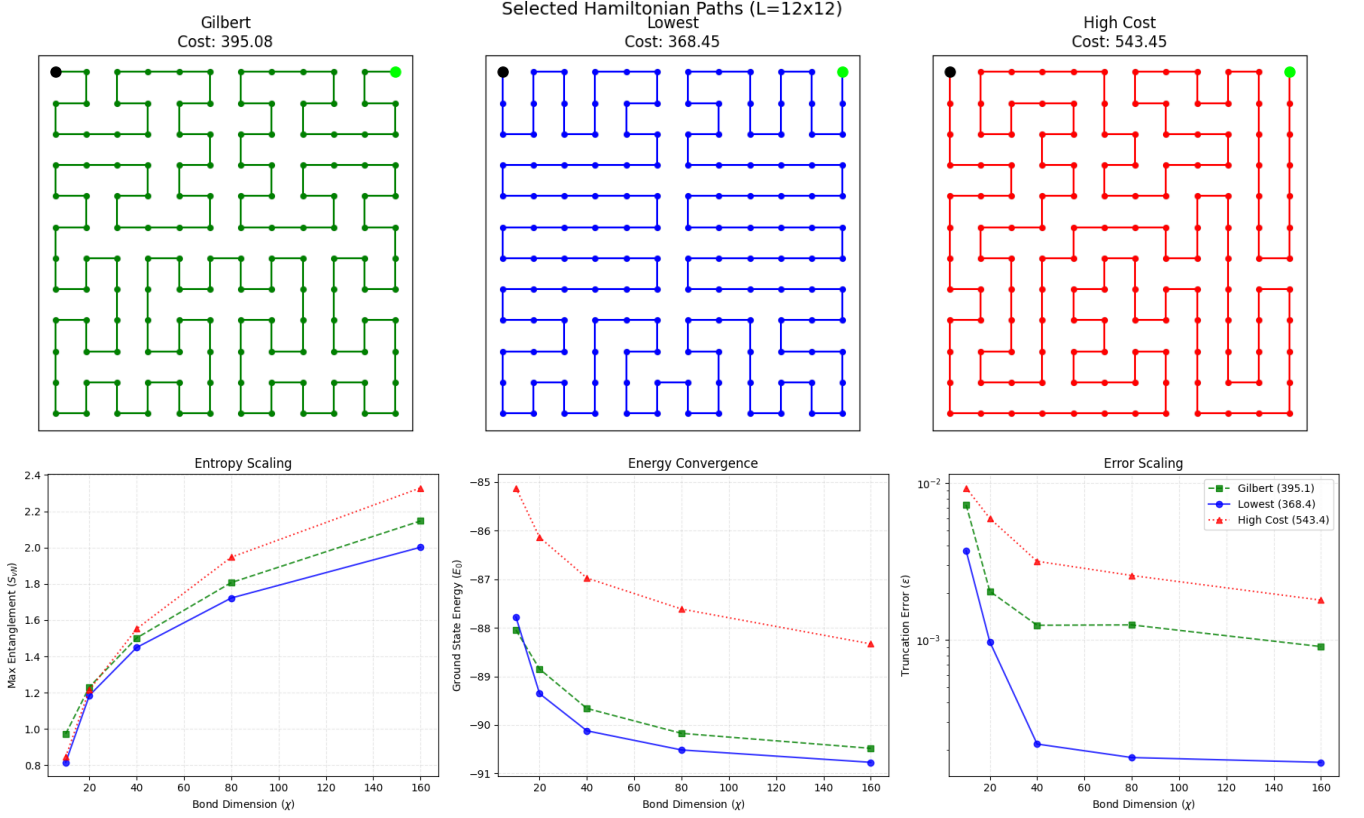 Selected Hamiltonian Paths (L=12x12)
Gilbert
Cost: 395.08
Lowest
Cost: 368.45
High Cost
Cost: 543.45
Entropy Scaling
Max Entanglement (S_vN)
2.4
2.2
2.0
1.8
1.6
1.4
1.2
1.0
0.8
20 40 60 80 100 120 140 160
Bond Dimension (χ)
Energy Convergence
Ground State Energy (E₀)
−85
−86
−87
−88
−89
−90
−91
20 40 60 80 100 120 140 160
Bond Dimension (χ)
Error Scaling
Truncation Error (ε)
10⁻²
10⁻³
20 40 60 80 100 120 140 160
Bond Dimension (χ)
Gilbert (395.1)
Lowest (368.4)
High Cost (543.4)